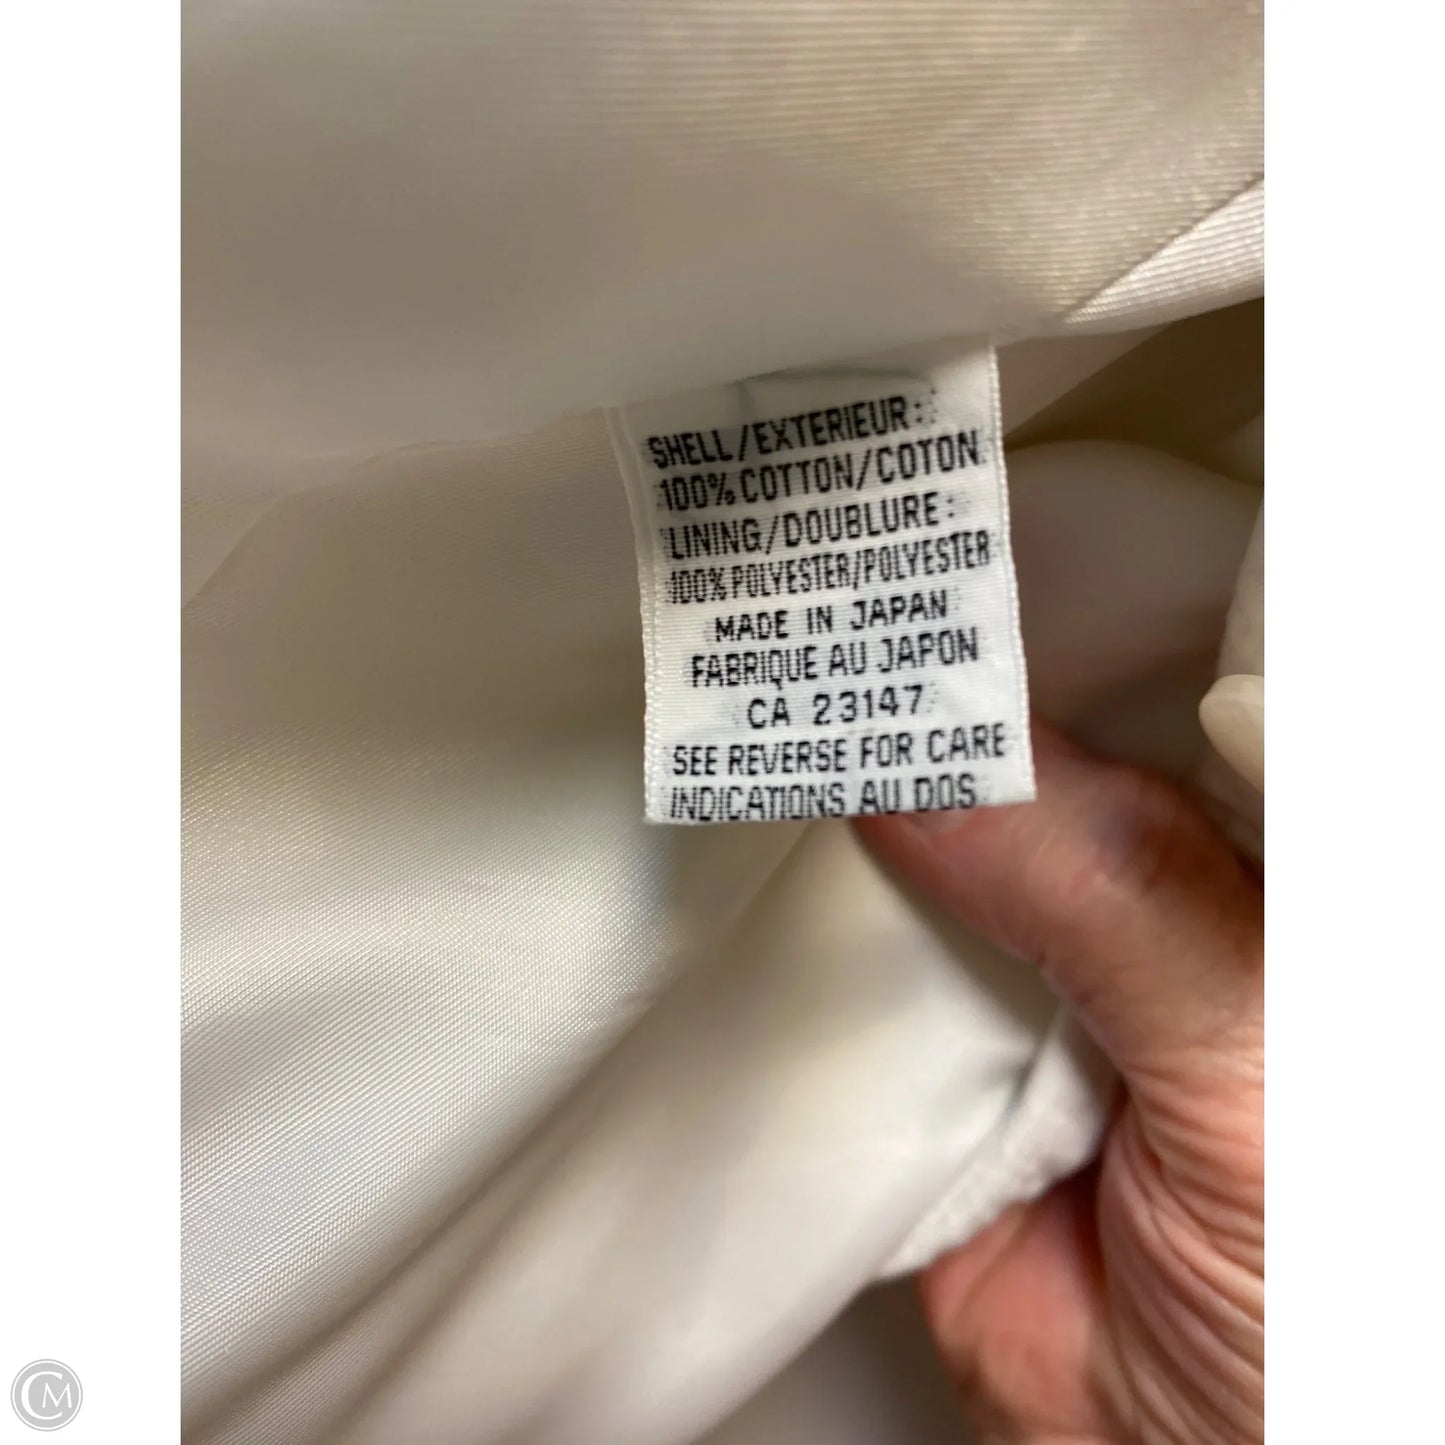 SHELL/EXTERIEUR:
100% COTTON/COTON
LINING/DOUBLURE:
100% POLYESTER/POLYESTER
MADE IN JAPAN
FABRIQUE AU JAPON
CA 23147
SEE REVERSE FOR CARE
INDICATIONS AU DOS
CM